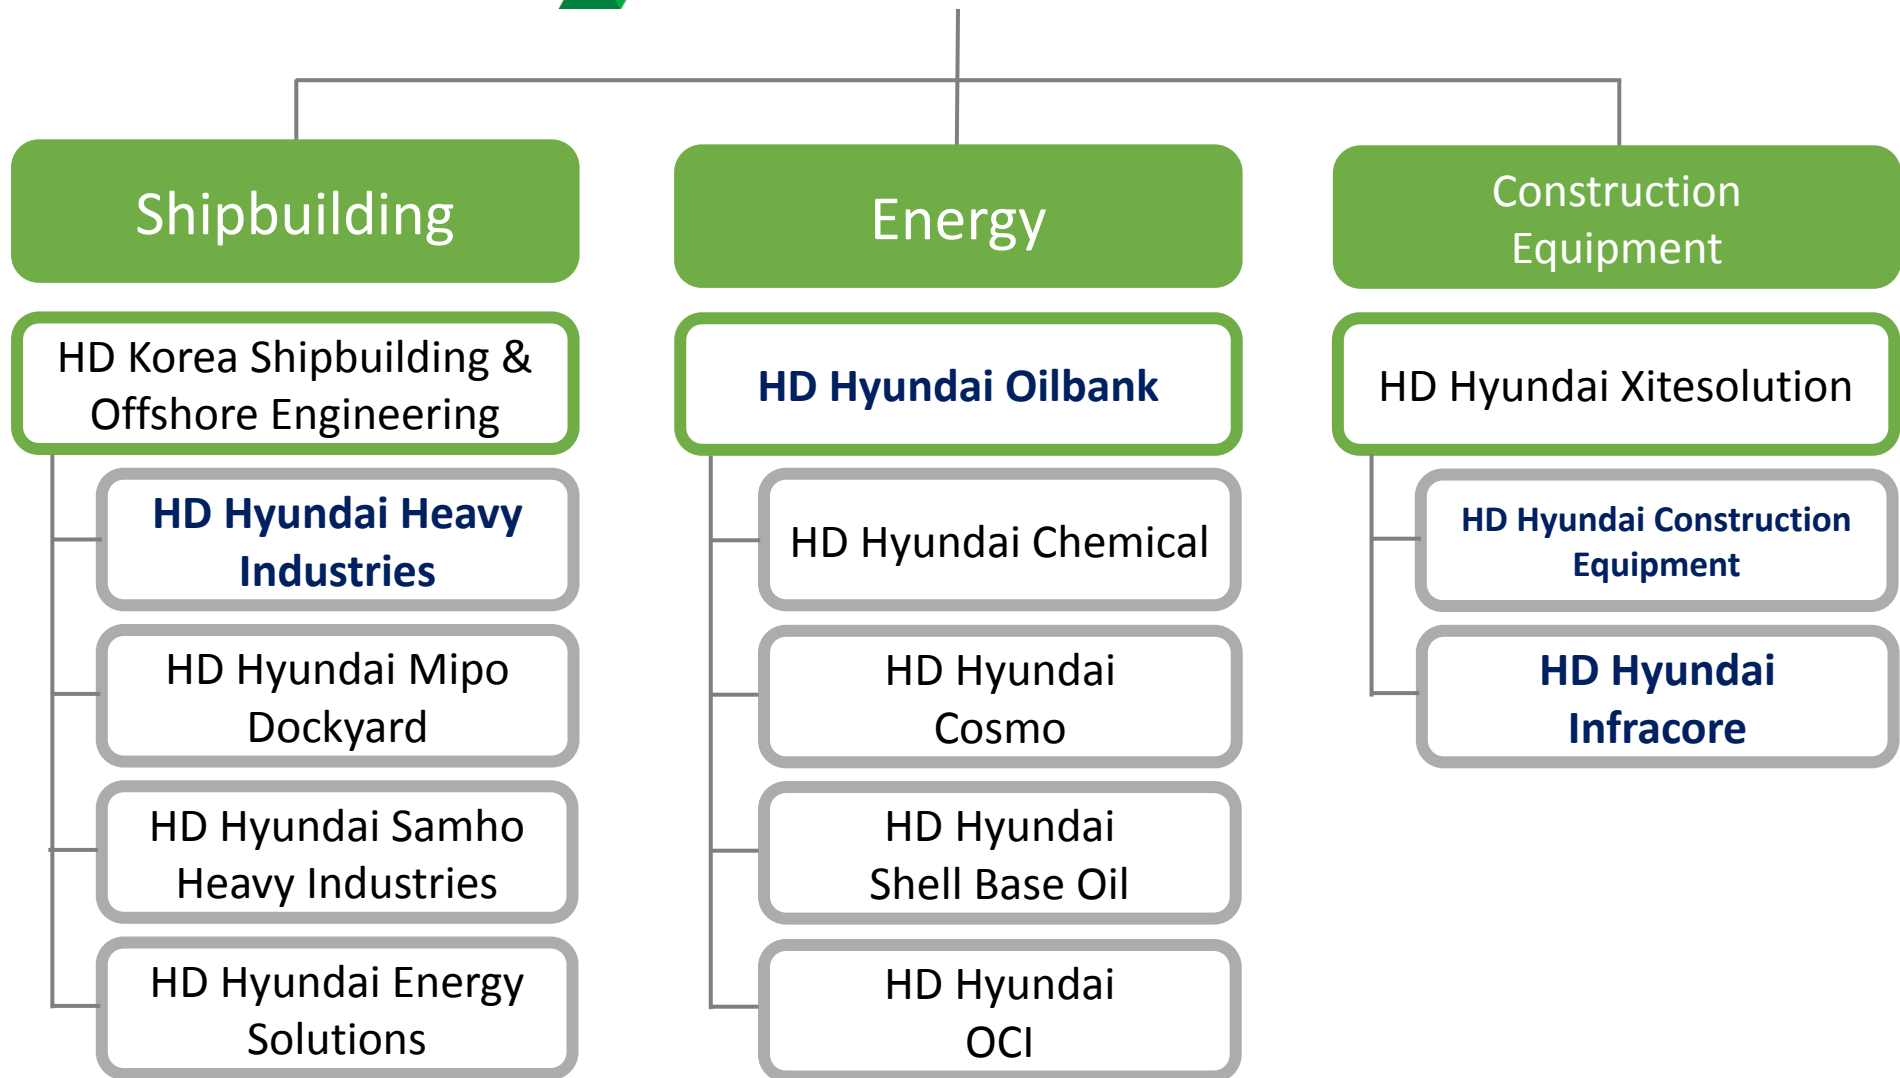 Shipbuilding
HD Korea Shipbuilding &
Offshore Engineering
HD Hyundai Heavy
Industries
HD Hyundai Mipo
Dockyard
HD Hyundai Samho
Heavy Industries
HD Hyundai Energy
Solutions
Energy
HD Hyundai Oilbank
HD Hyundai Chemical
HD Hyundai
Cosmo
HD Hyundai
Shell Base Oil
HD Hyundai
OCI
Construction
Equipment
HD Hyundai Xitesolution
HD Hyundai Construction
Equipment
HD Hyundai
Infracore